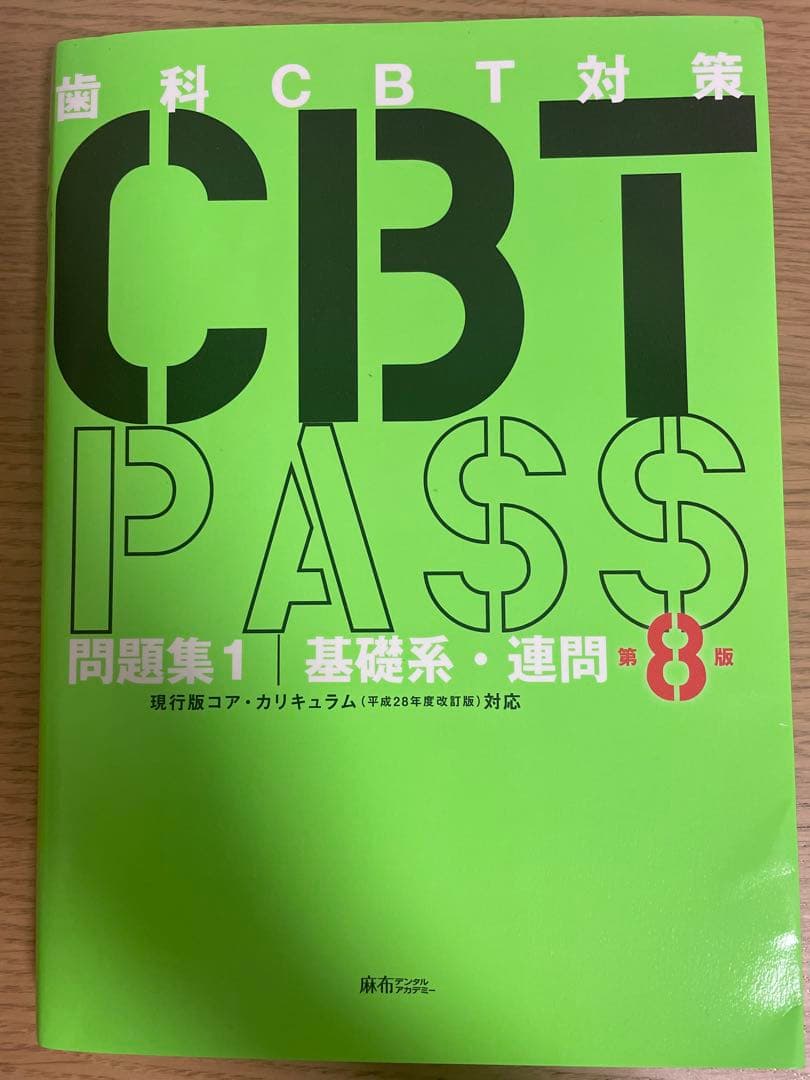 歯科CBT対策
CBT
PASS
問題集1 | 基礎系・連問 第8版
現行版コア・カリキュラム(平成28年度改訂版)対応
麻布デンタルアカデミー